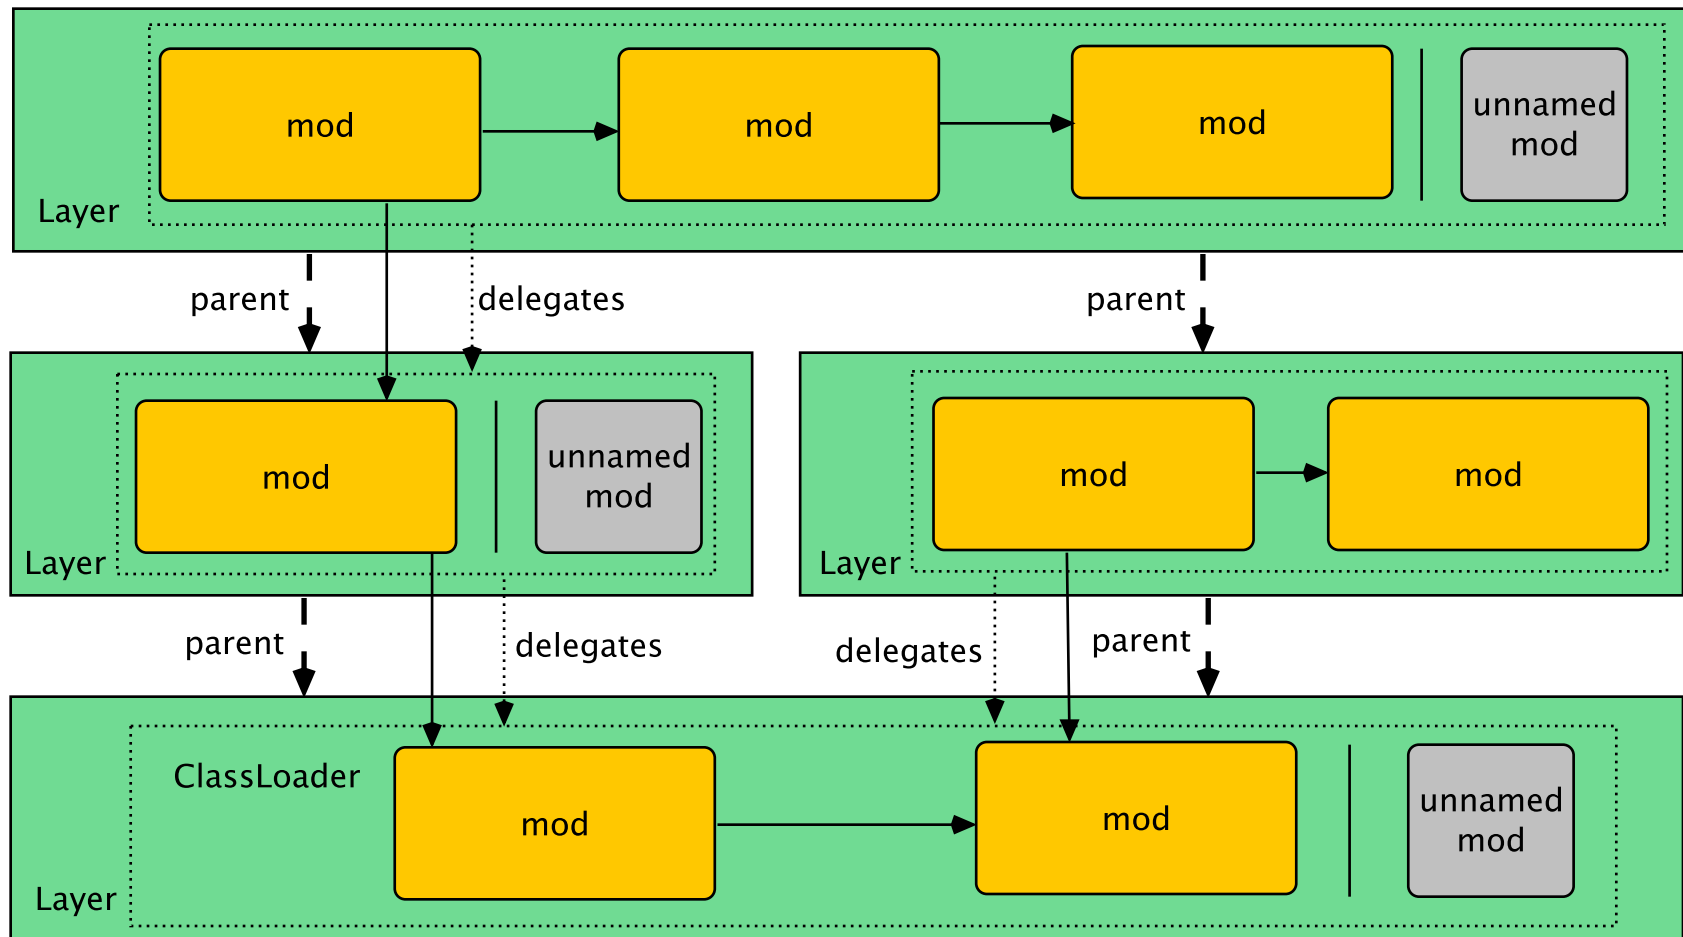 mod
mod
mod
unnamed
mod
Layer
parent
delegates
parent
mod
unnamed
mod
Layer
mod
mod
Layer
parent
delegates
delegates
parent
ClassLoader
mod
mod
unnamed
mod
Layer